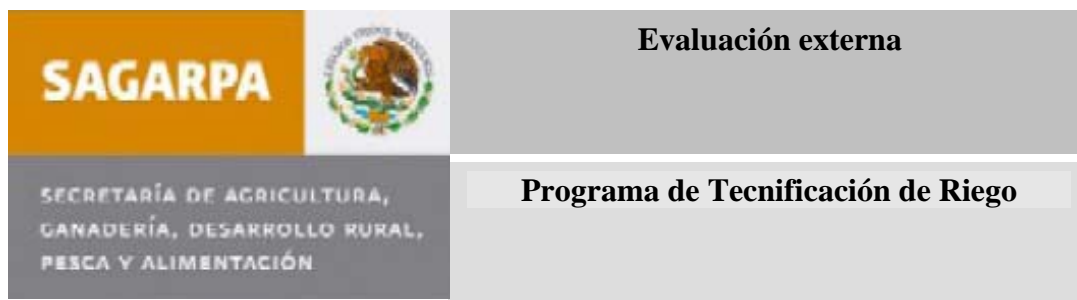 SAGARPA
SECRETARÍA DE AGRICULTURA,
GANADERÍA, DESARROLLO RURAL,
PESCA Y ALIMENTACIÓN
Evaluación externa
Programa de Tecnificación de Riego